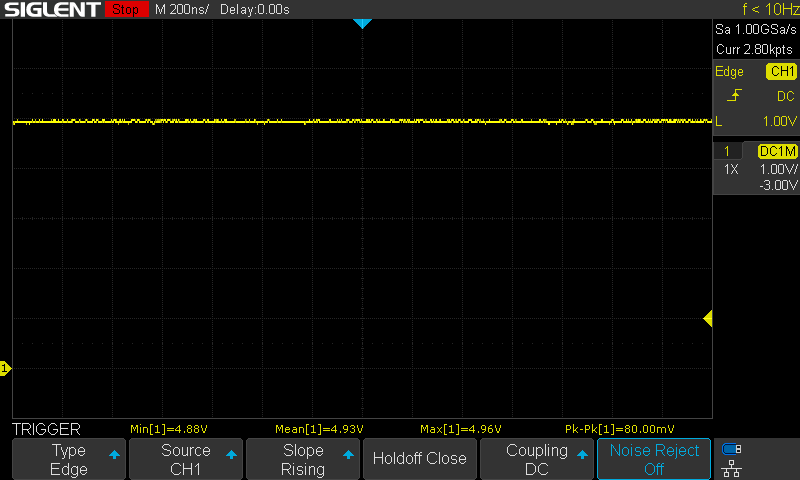 SIGLENT Stop M 200ns/ Delay:0.00s f < 10Hz
Sa 1.00GSa/s
Curr 2.80kpts
Edge CH1
DC
L 1.00V
1 DC1M
1X 1.00V/
-3.00V
1
TRIGGER Min[1]=4.88V Mean[1]=4.93V Max[1]=4.96V Pk-Pk[1]=80.00mV
Type Source Slope Holdoff Close Coupling Noise Reject
Edge CH1 Rising DC Off